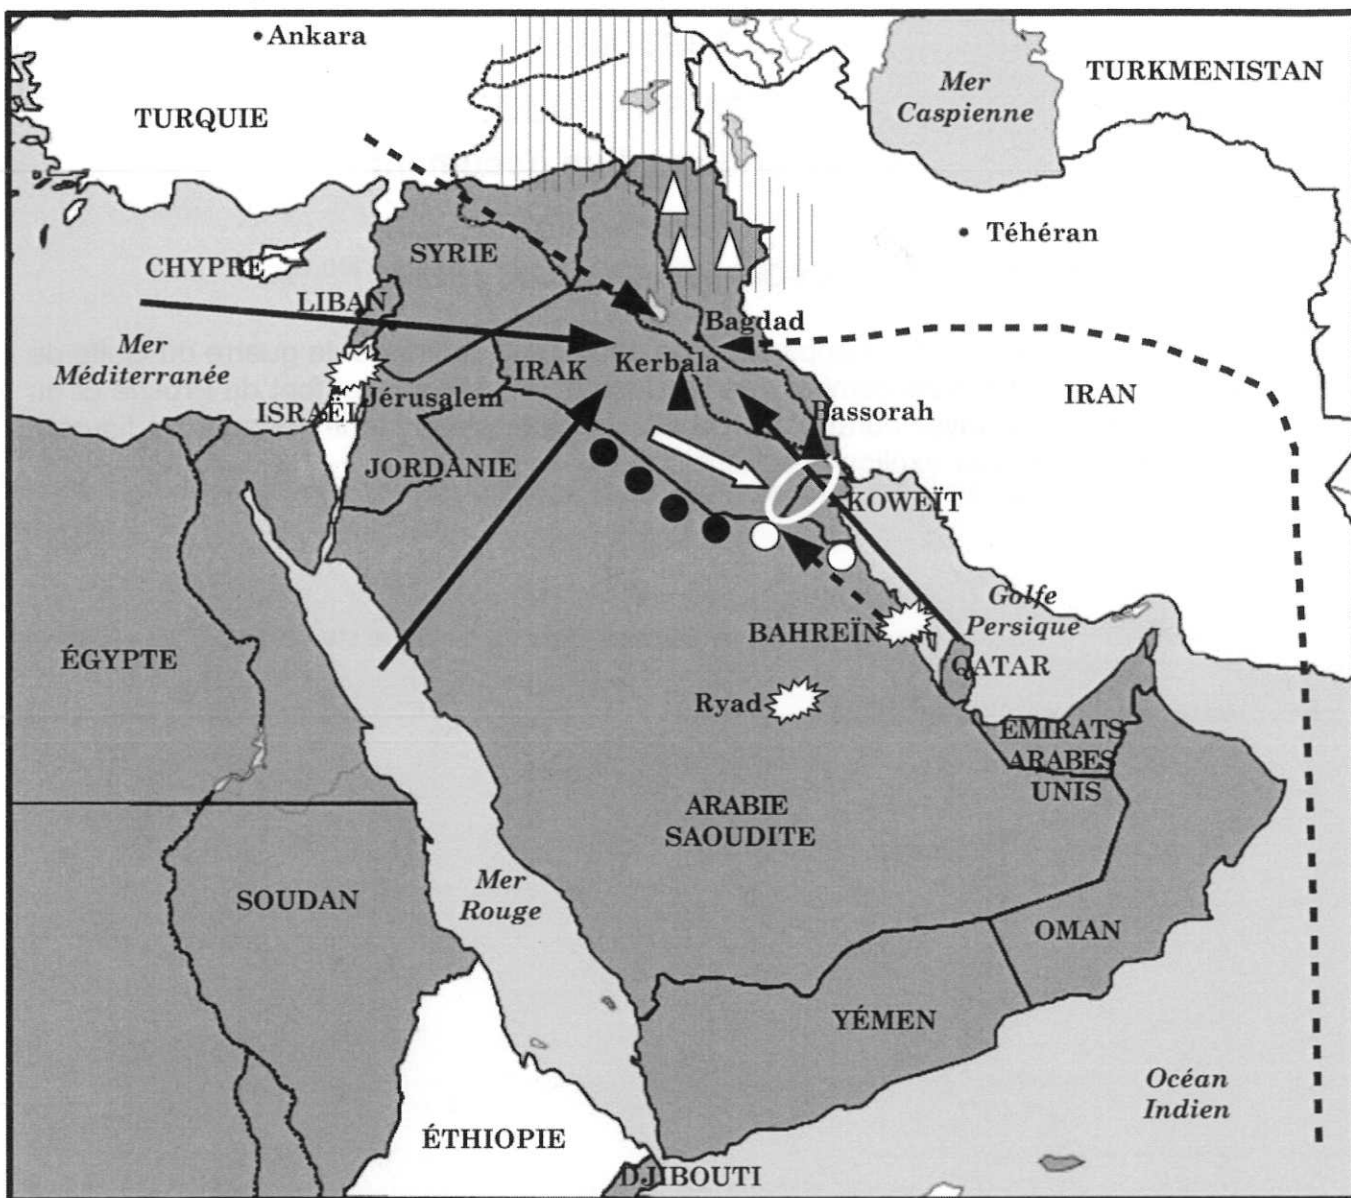 Ankara
TURQUIE
Mer
Caspienne
TURKMENISTAN
Téhéran
SYRIE
CHYPRE
LIBAN
Mer
Méditerranée
Bagdad
Kerbala
IRAK
IRAN
Jérusalem
ISRAËL
Bassorah
JORDANIE
KOWEÏT
Golfe
Persique
BAHREÏN
QATAR
ÉGYPTE
Ryad
ÉMIRATS
ARABES
UNIS
ARABIE
SAOUDITE
Mer
Rouge
SOUDAN
OMAN
YÉMEN
Océan
Indien
ÉTHIOPIE
DJIBOUTI